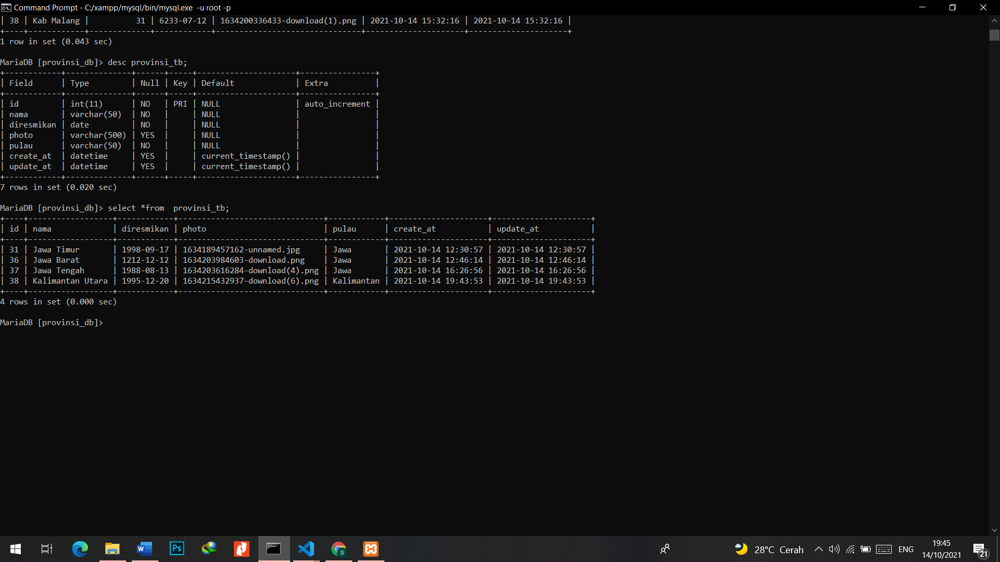 Command Prompt - C:/xampp/mysql/bin/mysql.exe  -u root -p
| 38 | Kab Malang |          31 | 6233-07-12 | 1634200336433-download(1).png | 2021-10-14 15:32:16 | 2021-10-14 15:32:16 |
+----+------------+-------------+------------+-------------------------------+---------------------+---------------------+
1 row in set (0.043 sec)
MariaDB [provinsi_db]> desc provinsi_tb;
+------------+--------------+------+-----+---------------------+----------------+
| Field      | Type         | Null | Key | Default             | Extra          |
+------------+--------------+------+-----+---------------------+----------------+
| id         | int(11)      | NO   | PRI | NULL                | auto_increment |
| nama       | varchar(50)  | NO   |     | NULL                |                |
| diresmikan | date         | NO   |     | NULL                |                |
| photo      | varchar(500) | YES  |     | NULL                |                |
| pulau      | varchar(50)  | NO   |     | NULL                |                |
| create_at  | datetime     | YES  |     | current_timestamp() |                |
| update_at  | datetime     | YES  |     | current_timestamp() |                |
+------------+--------------+------+-----+---------------------+----------------+
7 rows in set (0.020 sec)
MariaDB [provinsi_db]> select *from  provinsi_tb;
+----+------------------+------------+-------------------------------+------------+---------------------+---------------------+
| id | nama             | diresmikan | photo                         | pulau      | create_at           | update_at           |
+----+------------------+------------+-------------------------------+------------+---------------------+---------------------+
| 31 | Jawa Timur       | 1998-09-17 | 1634189457162-unnamed.jpg     | Jawa       | 2021-10-14 12:30:57 | 2021-10-14 12:30:57 |
| 36 | Jawa Barat       | 1212-12-12 | 1634203984603-download.png    | Jawa       | 2021-10-14 12:46:14 | 2021-10-14 12:46:14 |
| 37 | Jawa Tengah      | 1988-08-13 | 1634203616284-download(4).png | Jawa       | 2021-10-14 16:26:56 | 2021-10-14 16:26:56 |
| 38 | Kalimantan Utara | 1995-12-20 | 1634215432937-download(6).png | Kalimantan | 2021-10-14 19:43:53 | 2021-10-14 19:43:53 |
+----+------------------+------------+-------------------------------+------------+---------------------+---------------------+
4 rows in set (0.000 sec)
MariaDB [provinsi_db]>
28°C  Cerah
ENG
19:45
14/10/2021
21
W
Ps
S